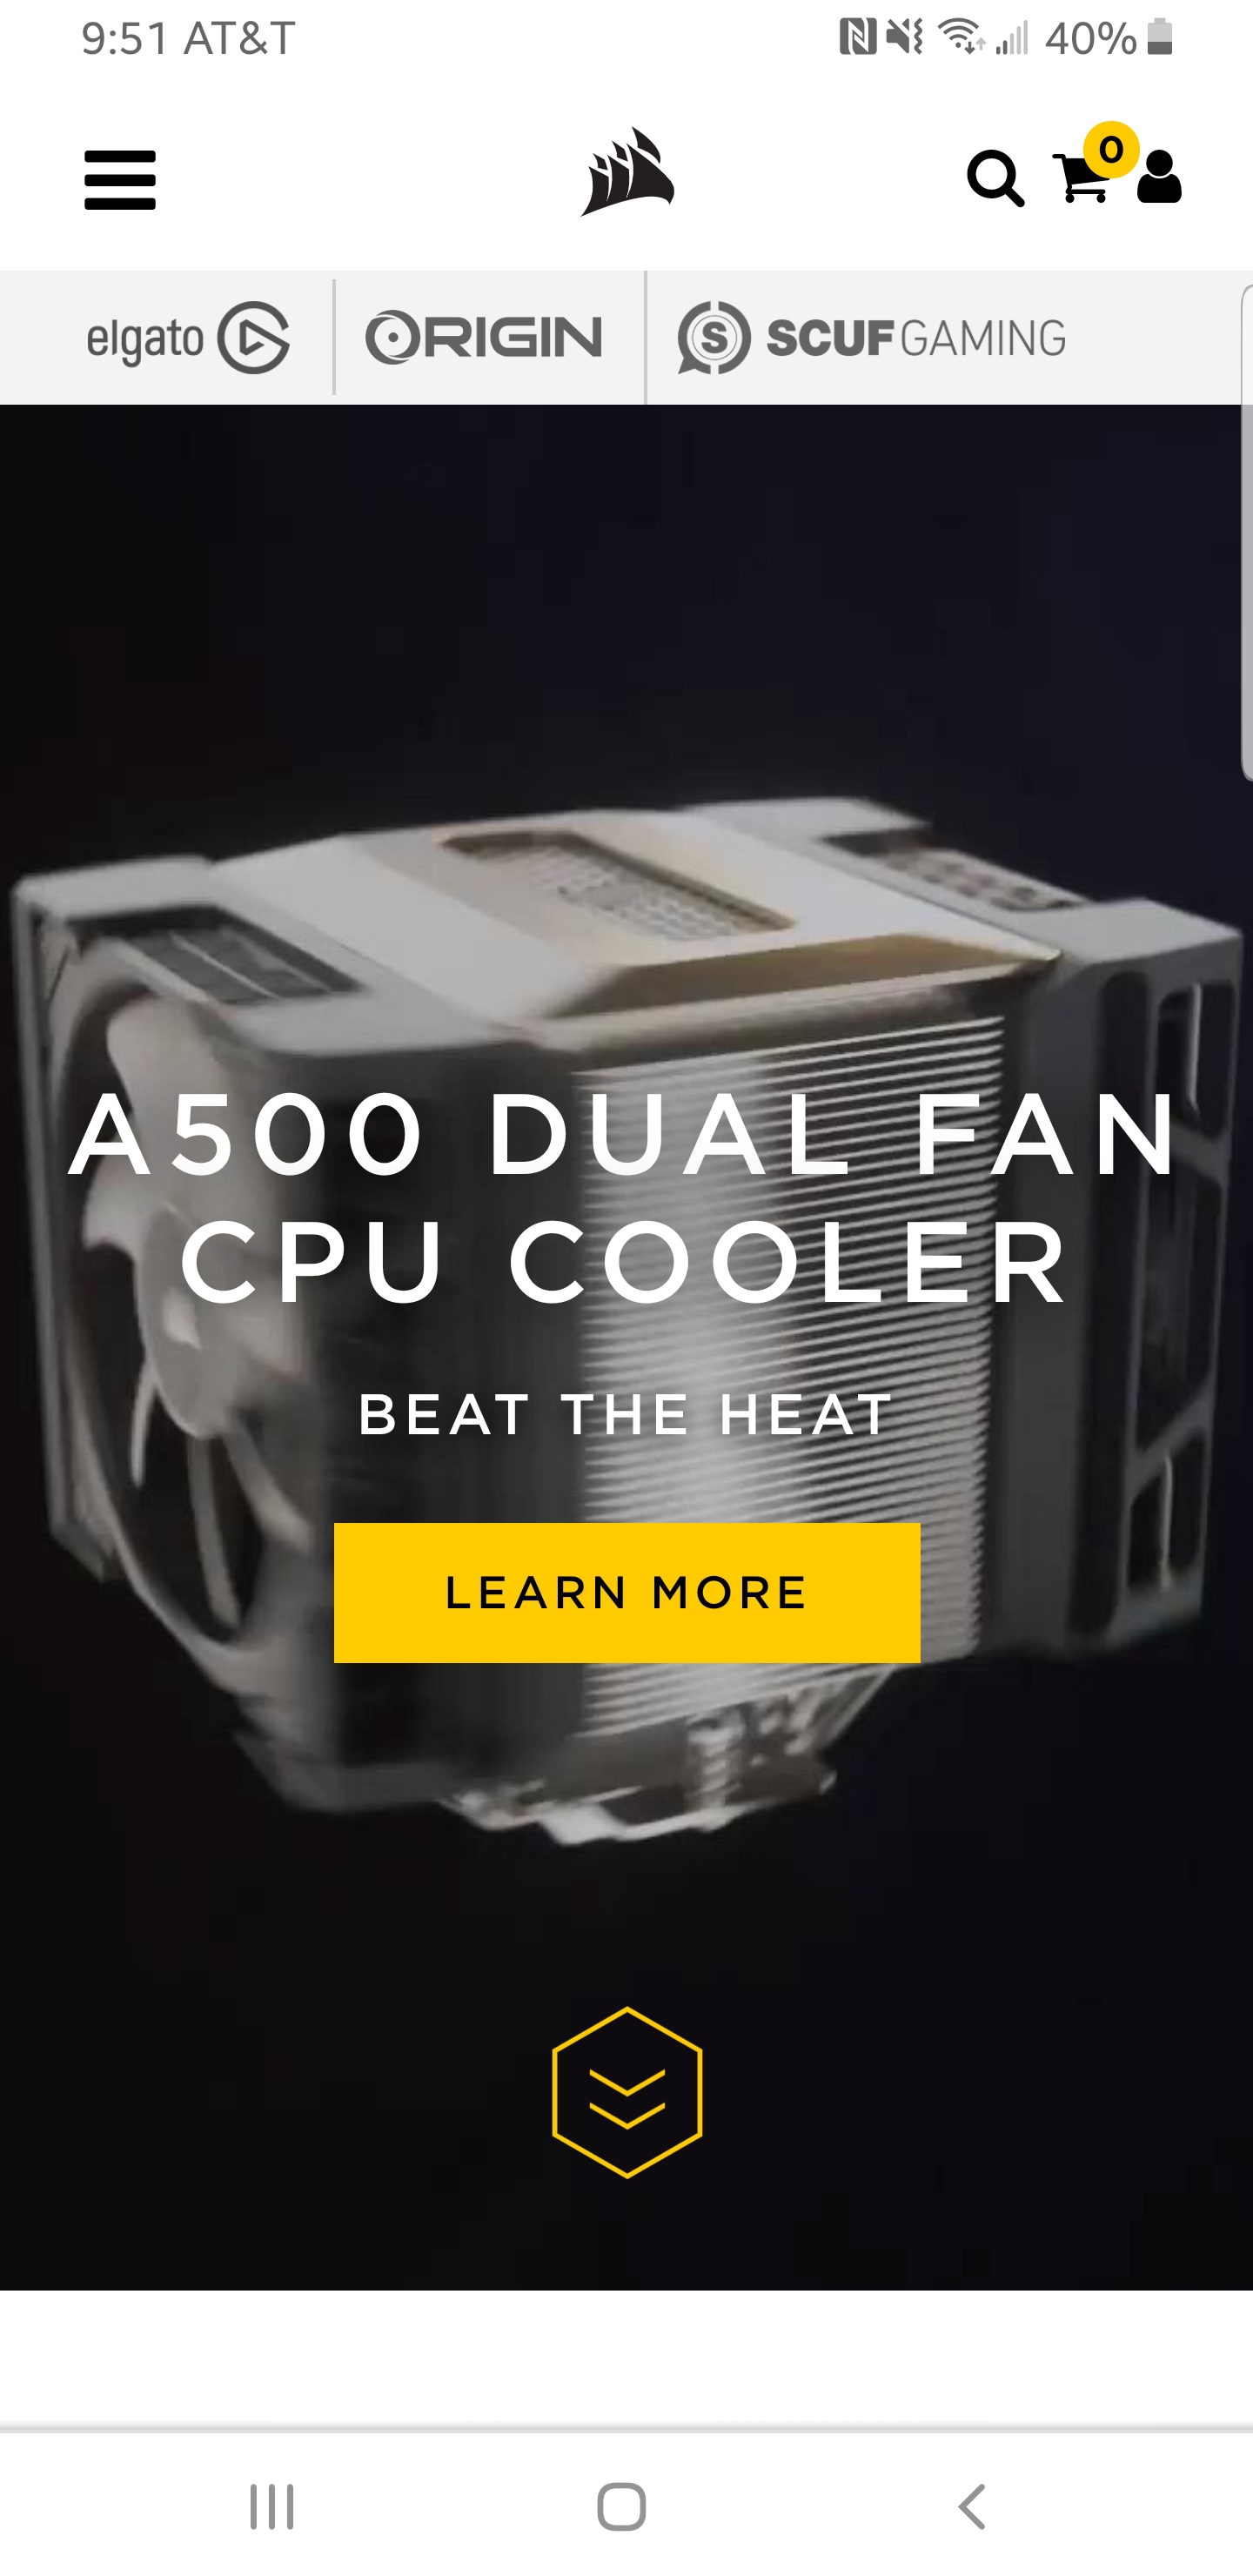 9:51 AT&T 40%
0
elgato ORIGIN S SCUF GAMING
A500 DUAL FAN
CPU COOLER
BEAT THE HEAT
LEARN MORE